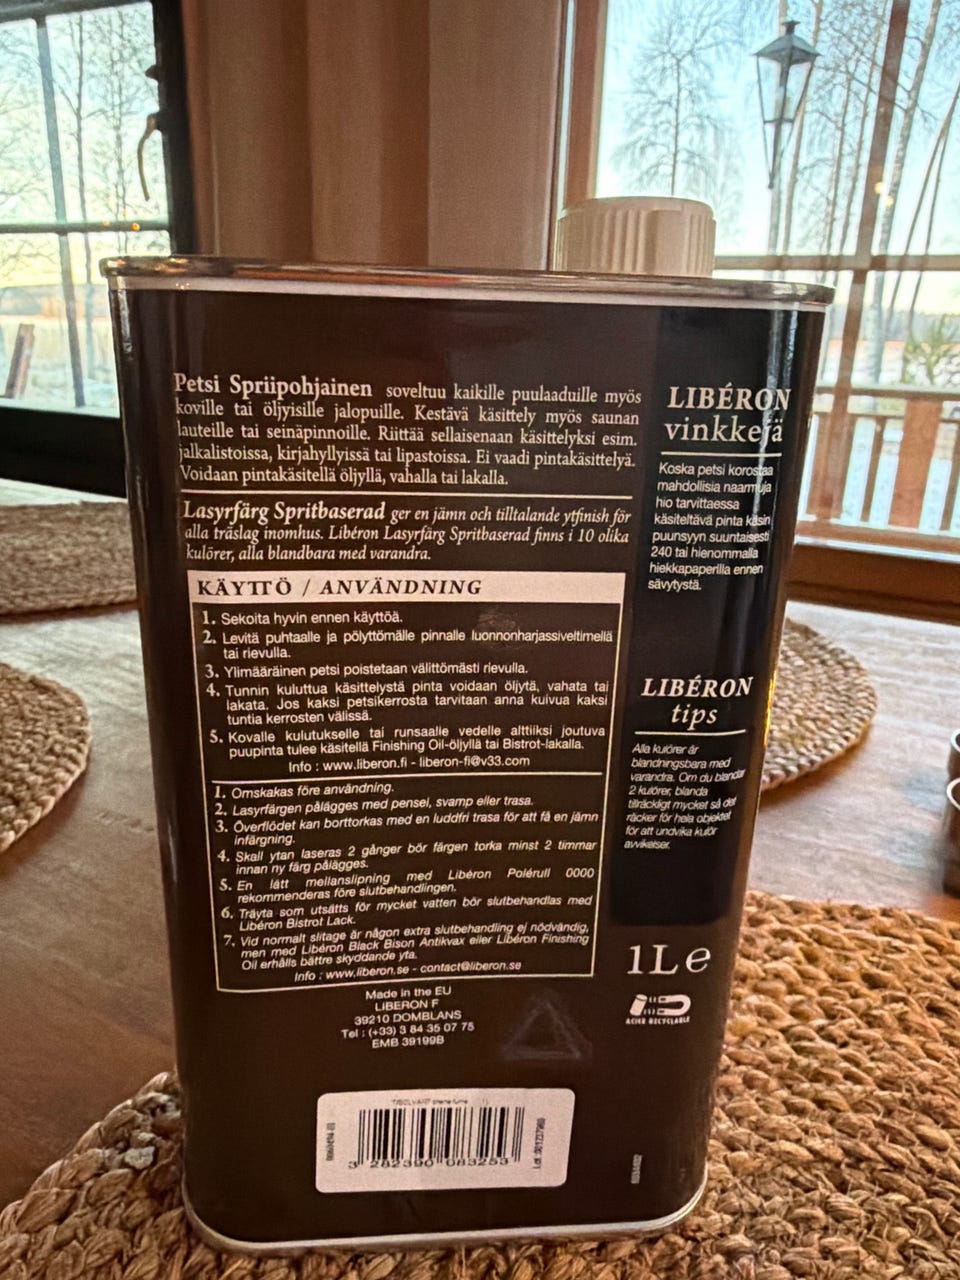 Petsi Spriipohjainen soveltuu kaikille puulaaduille myös
koville tai öljyisille jalopuille. Kestävä käsittely myös saunan
lauteille tai seinäpinnoille. Riittää sellaisenaan käsittelyksi esim.
jalkalistoissa, kirjahyllyissä tai lipastoissa. Ei vaadi pintakäsittelyä.
Voidaan pintakäsitellä öljyllä, vahalla tai lakalla.
Lasyrfärg Spritbaserad ger en jämn och tilltalande ytfinish för
alla träslag inomhus. Libéron Lasyrfärg Spritbaserad finns i 10 olika
kulörer, alla blandbara med varandra.
KÄYTTÖ / ANVÄNDNING
1. Sekoita hyvin ennen käyttöä.
2. Levitä puhtaalle ja pölyttömälle pinnalle luonnonharjassiveltimellä
tai rievulla.
3. Ylimääräinen petsi poistetaan välittömästi rievulla.
4. Tunnin kuluttua käsittelystä pinta voidaan öljytä, vahata tai
lakata. Jos kaksi petsikerrosta tarvitaan anna kuivua kaksi
tuntia kerrosten välissä.
5. Kovalle kulutukselle tai runsaalle vedelle alttiiksi joutuva
puupinta tulee käsitellä Finishing Oil-öljyllä tai Bistrot-lakalla.
Info : www.liberon.fi - liberon-fi@v33.com
1. Omskakas före användning.
2. Lasyrfärgen pålägges med pensel, svamp eller trasa.
3. Överflödet kan borttorkas med en luddfri trasa för att få en jämn
infärgning.
4. Skall ytan laseras 2 gånger bör färgen torka minst 2 timmar
innan ny färg pålägges.
5. En lätt mellanslipning med Libéron Polérull 0000
rekommenderas före slutbehandlingen.
6. Träyta som utsätts för mycket vatten bör slutbehandlas med
Libéron Bistrot Lack.
7. Vid normalt slitage är någon extra slutbehandling ej nödvändig,
men med Libéron Black Bison Antikvax eller Libéron Finishing
Oil erhålls bättre skyddande yta.
Info : www.liberon.se - contact@liberon.se
Made in the EU
LIBERON F
39210 DOMBLANS
Tel : (+33) 3 84 35 07 75
EMB 39199B
3 282390 083253
LIBÉRON
vinkkejä
Koska petsi korostaa
mahdollisia naarmuja
hio tarvittaessa
käsiteltävä pinta käsin
puunsyyn suuntaisesti
240 tai hienommalla
hiekkapaperilla ennen
sävytystä.
LIBÉRON
tips
Alla kulörer är
blandningsbara med
varandra. Om du blandar
2 kulörer, blanda
tillräckligt mycket så det
räcker för hela objektet
för att undvika kulör
avvikelser.
1L e
ACIER RECYCLABLE